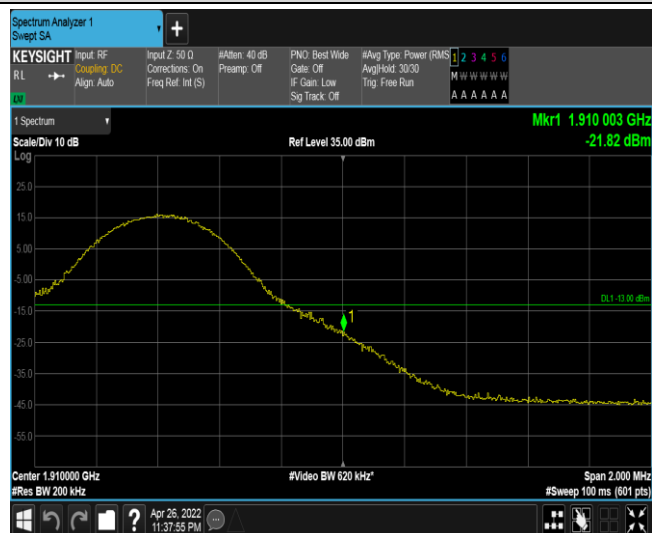 Spectrum Analyzer 1
Swept SA
+
KEYSIGHT
RL
LXI
Input: RF
Coupling: DC
Align: Auto
Input Z: 50 Ω
Corrections: On
Freq Ref: Int (S)
#Atten: 40 dB
Preamp: Off
PNO: Best Wide
Gate: Off
IF Gain: Low
Sig Track: Off
#Avg Type: Power (RMS
Avg|Hold: 30/30
Trig: Free Run
1 2 3 4 5 6
M W W W W W
A A A A A A
1 Spectrum
Scale/Div 10 dB
Log
Ref Level 35.00 dBm
Mkr1 1.910 003 GHz
-21.82 dBm
25.0
15.0
5.00
-5.00
DL1 -13.00 dBm
-15.0
1
-25.0
-35.0
-45.0
-55.0
Center 1.910000 GHz
#Res BW 200 kHz
#Video BW 620 kHz*
Span 2.000 MHz
#Sweep 100 ms (601 pts)
?
Apr 26, 2022
11:37:55 PM